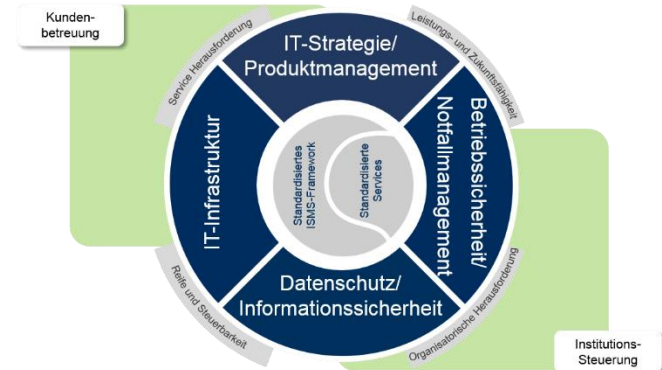 Kunden-
betreuung
Service Herausforderung
Leistungs- und Zukunftsfähigkeit
IT-Strategie/
Produktmanagement
IT-Infrastruktur
Standardisiertes
ISMS-Framework
Standardisierte
Services
Betriebssicherheit/
Notfallmanagement
Datenschutz/
Informationssicherheit
Reife und Steuerbarkeit
Organisatorische Herausforderung
Institutions-
Steuerung